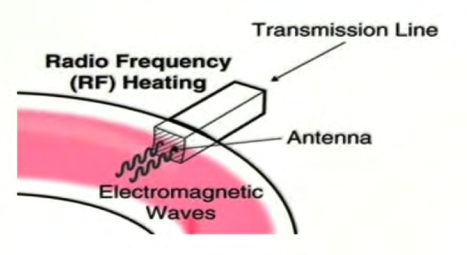 Transmission Line
Radio Frequency
(RF) Heating
Antenna
Electromagnetic
Waves